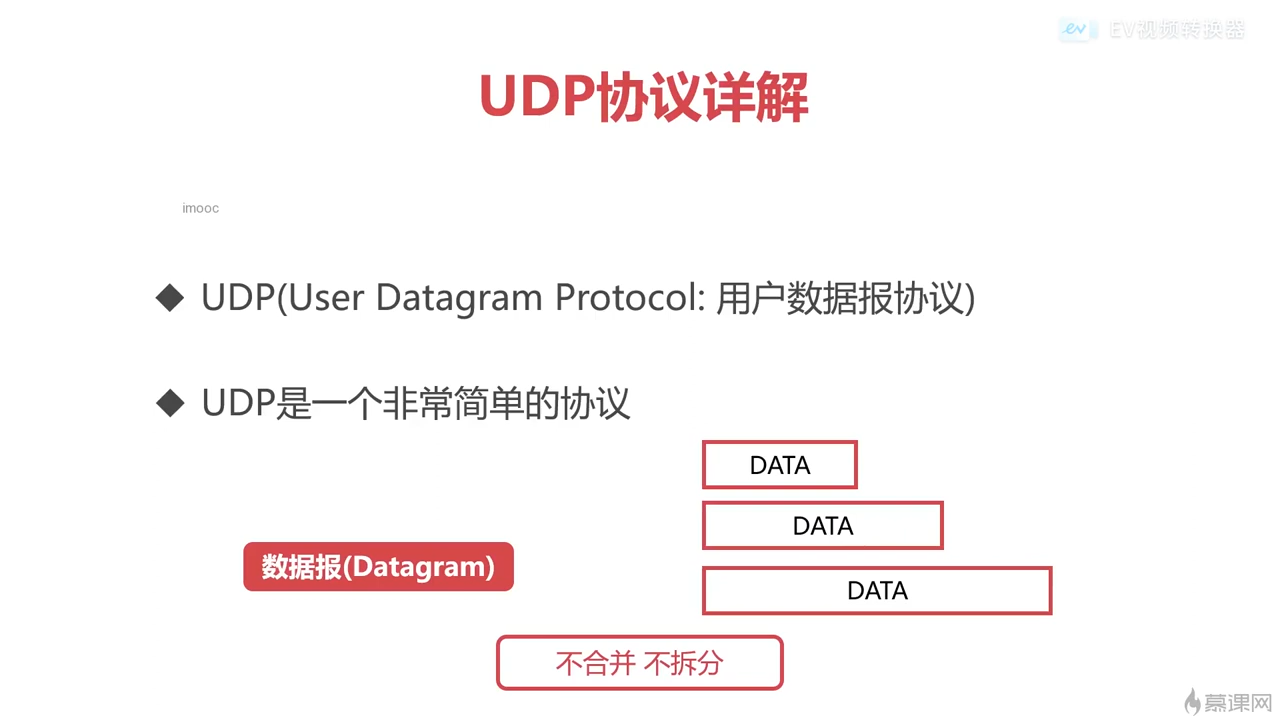 EV视频转换器
UDP协议详解
imooc
UDP(User Datagram Protocol: 用户数据报协议)
UDP是一个非常简单的协议
DATA
DATA
数据报(Datagram)
DATA
不合并 不拆分
慕课网